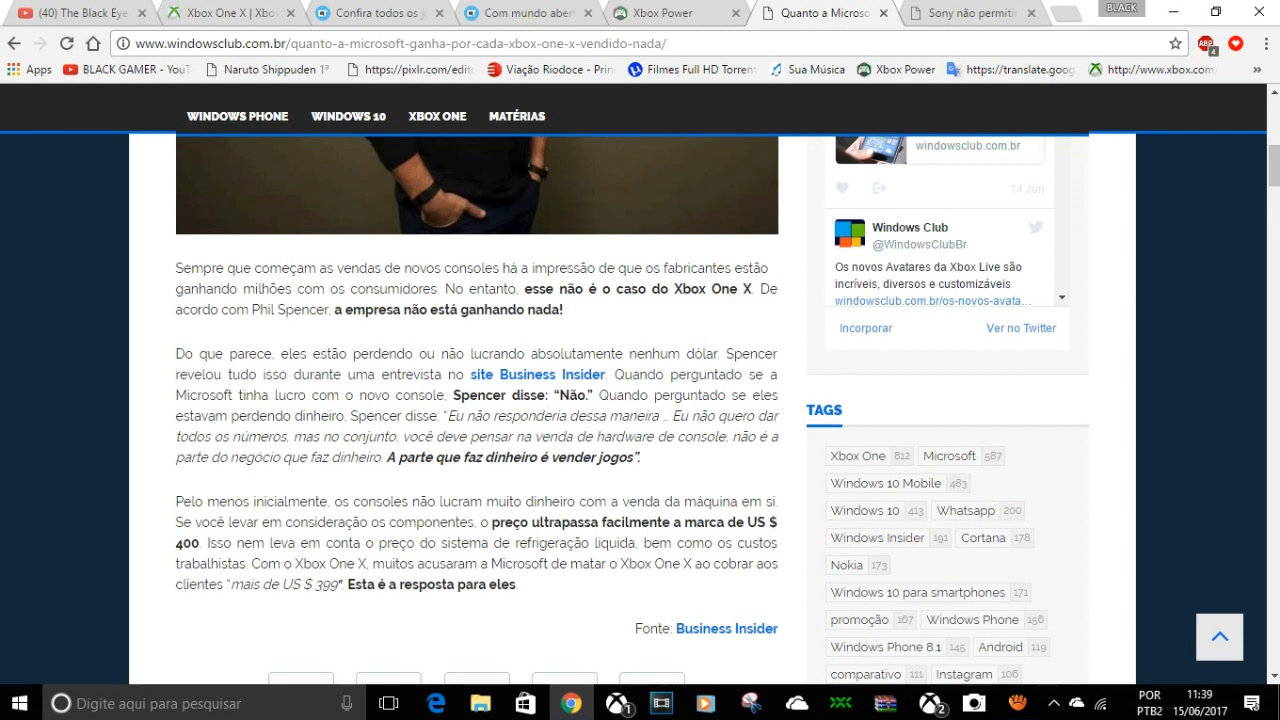 (40) The Black Eye
Xbox One X | Xbo
Confira todos os j
Com mundo aber
Xbox Power
Quanto a Microso
Sony não permitir
BLACK
www.windowsclub.com.br/quanto-a-microsoft-ganha-por-cada-xbox-one-x-vendido-nada/
ABP
4
Apps
BLACK GAMER - YouT
Naruto Shippuden 1ª
https://pixlr.com/edit
Viação Riodoce - Prin
Filmes Full HD Torrent
Sua Música
Xbox Power
https://translate.goog
http://www.xbox.com
»
WINDOWS PHONE
WINDOWS 10
XBOX ONE
MATÉRIAS
Sempre que começam as vendas de novos consoles há a impressão de que os fabricantes estão
ganhando milhões com os consumidores. No entanto, esse não é o caso do Xbox One X. De
acordo com Phil Spencer, a empresa não está ganhando nada!
Do que parece, eles estão perdendo ou não lucrando absolutamente nenhum dólar. Spencer
revelou tudo isso durante uma entrevista no site Business Insider. Quando perguntado se a
Microsoft tinha lucro com o novo console, Spencer disse: “Não.” Quando perguntado se eles
estavam perdendo dinheiro, Spencer disse: “Eu não responderia dessa maneira … Eu não quero dar
todos os números, mas no conjunto, você deve pensar na venda de hardware de console, não é a
parte do negócio que faz dinheiro. A parte que faz dinheiro é vender jogos”.
Pelo menos inicialmente, os consoles não lucram muito dinheiro com a venda da máquina em si.
Se você levar em consideração os componentes, o preço ultrapassa facilmente a marca de US $
400. Isso nem leva em conta o preço do sistema de refrigeração líquida, bem como os custos
trabalhistas. Com o Xbox One X, muitos acusaram a Microsoft de matar o Xbox One X ao cobrar aos
clientes “mais de US $ 399“. Esta é a resposta para eles.
Fonte: Business Insider
windowsclub.com.br
14 Jun
Windows Club
@WindowsClubBr
Os novos Avatares da Xbox Live são
incríveis, diversos e customizáveis
windowsclub.com.br/os-novos-avata…
Incorporar
Ver no Twitter
TAGS
Xbox One 812 Microsoft 587
Windows 10 Mobile 483
Windows 10 413 Whatsapp 200
Windows Insider 191 Cortana 178
Nokia 173
Windows 10 para smartphones 171
promoção 167 Windows Phone 156
Windows Phone 8.1 145 Android 119
comparativo 111 Instagram 106
Digite aqui para pesquisar
1
2
POR
PTB2
11:39
15/06/2017